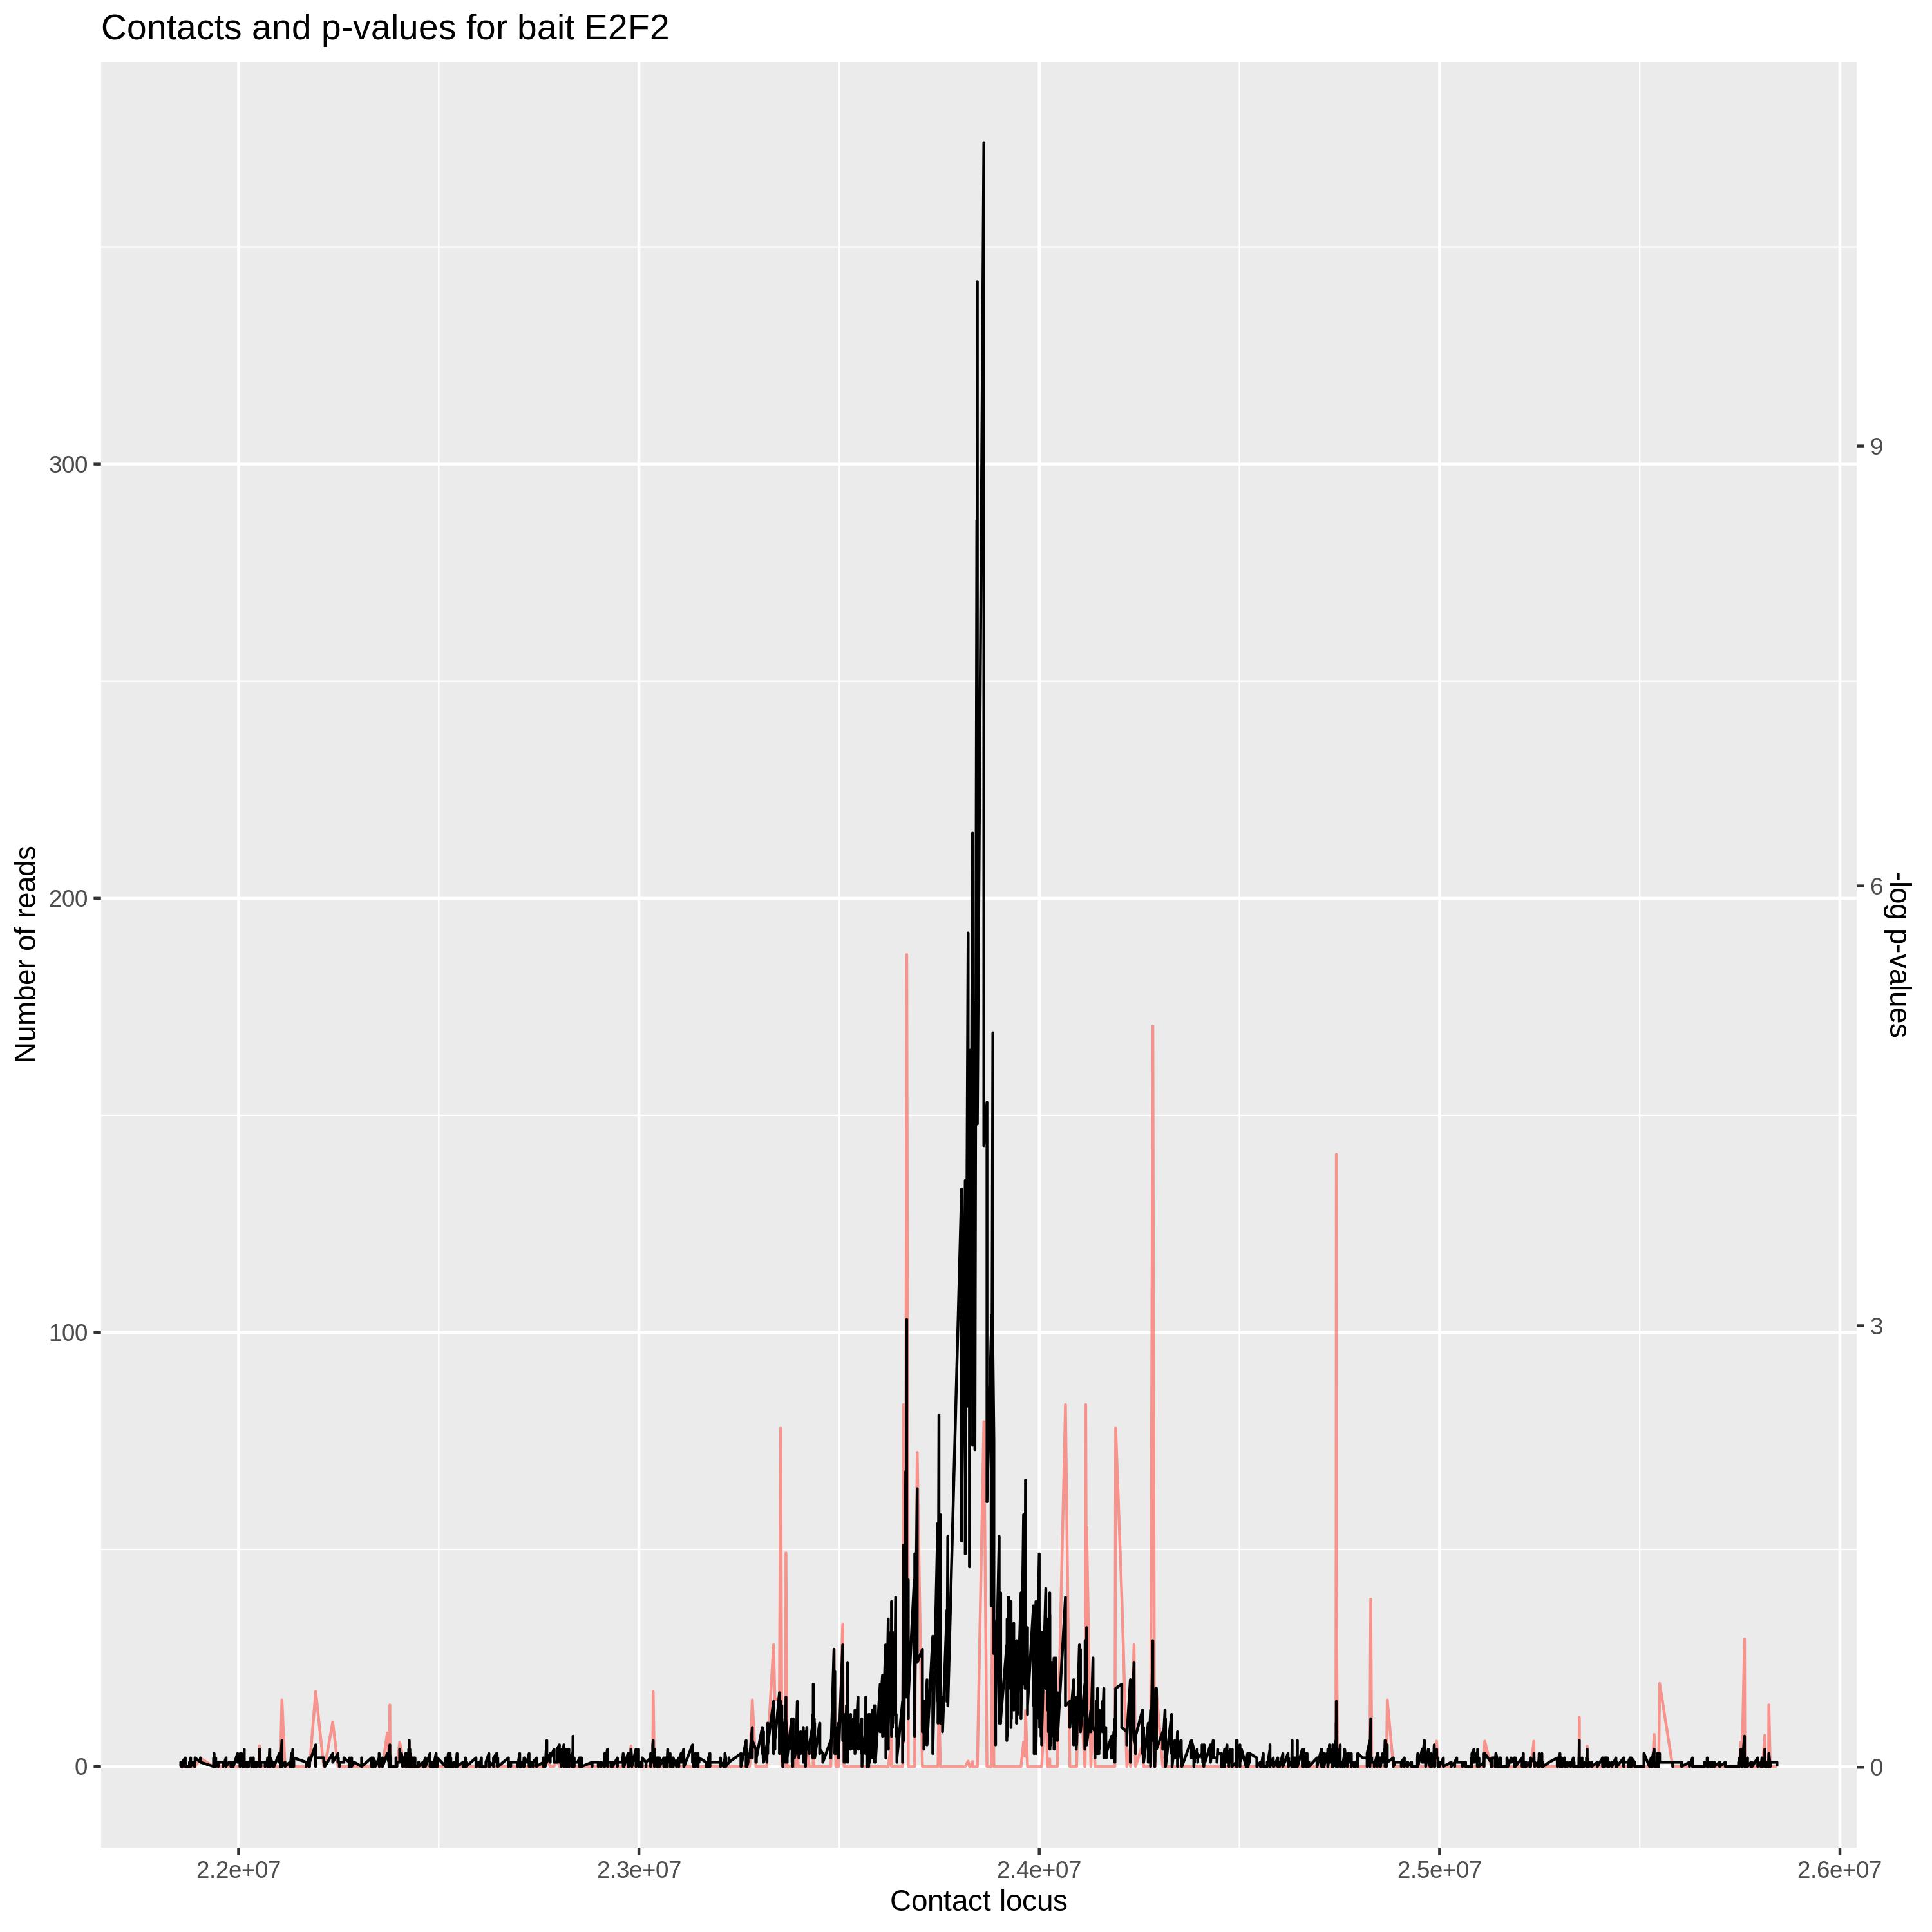 Contacts and p-values for bait E2F2
Number of reads
300
200
100
0
9
6
3
0
-log p-values
2.2e+07 2.3e+07 2.4e+07 2.5e+07 2.6e+07
Contact locus